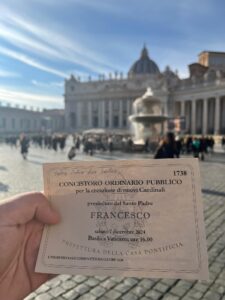 1738
CONCISTORO ORDINARIO PUBBLICO
per la creazione di nuovi Cardinali
presieduto dal Santo Padre
FRANCESCO
sabato 7 dicembre 2024
Basilica Vaticana, ore 16.00
PREFETTURA DELLA CASA PONTIFICIA